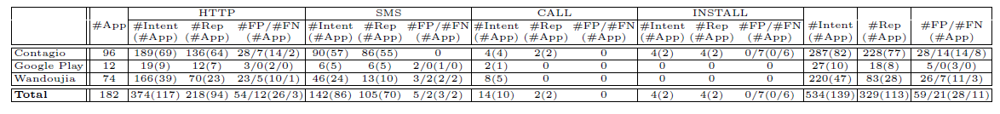 HTTP SMS CALL INSTALL
#App #Intent #Rep #FP/#FN #Intent #Rep #FP/#FN #Intent #Rep #FP/#FN #Intent #Rep #FP/#FN #Intent #Rep #FP/#FN
(#App) (#App) (#App) (#App) (#App) (#App) (#App) (#App) (#App) (#App) (#App) (#App) (#App) (#App) (#App)
Contagio 96 189(69) 136(64) 28/7(14/2) 90(57) 86(55) 0 4(4) 2(2) 0 4(2) 4(2) 0/7(0/6) 287(82) 228(77) 28/14(14/8)
Google Play 12 19(9) 12(7) 3/0(2/0) 6(5) 6(5) 2/0(1/0) 2(1) 0 0 0 0 0 27(10) 18(8) 5/0(3/0)
Wandoujia 74 166(39) 70(23) 23/5(10/1) 46(24) 13(10) 3/2(2/2) 8(5) 0 0 0 0 0 220(47) 83(28) 26/7(11/3)
Total 182 374(117) 218(94) 54/12(26/3) 142(86) 105(70) 5/2(3/2) 14(10) 2(2) 0 4(2) 4(2) 0/7(0/6) 534(139) 329(113) 59/21(28/11)